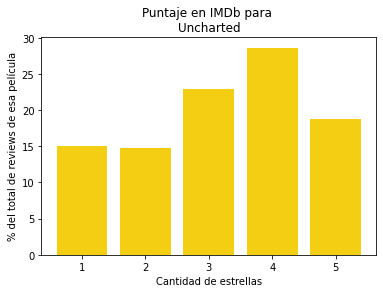 Puntaje en IMDb para
Uncharted
% del total de reviews de esa película
30
25
20
15
10
5
0
1 2 3 4 5
Cantidad de estrellas